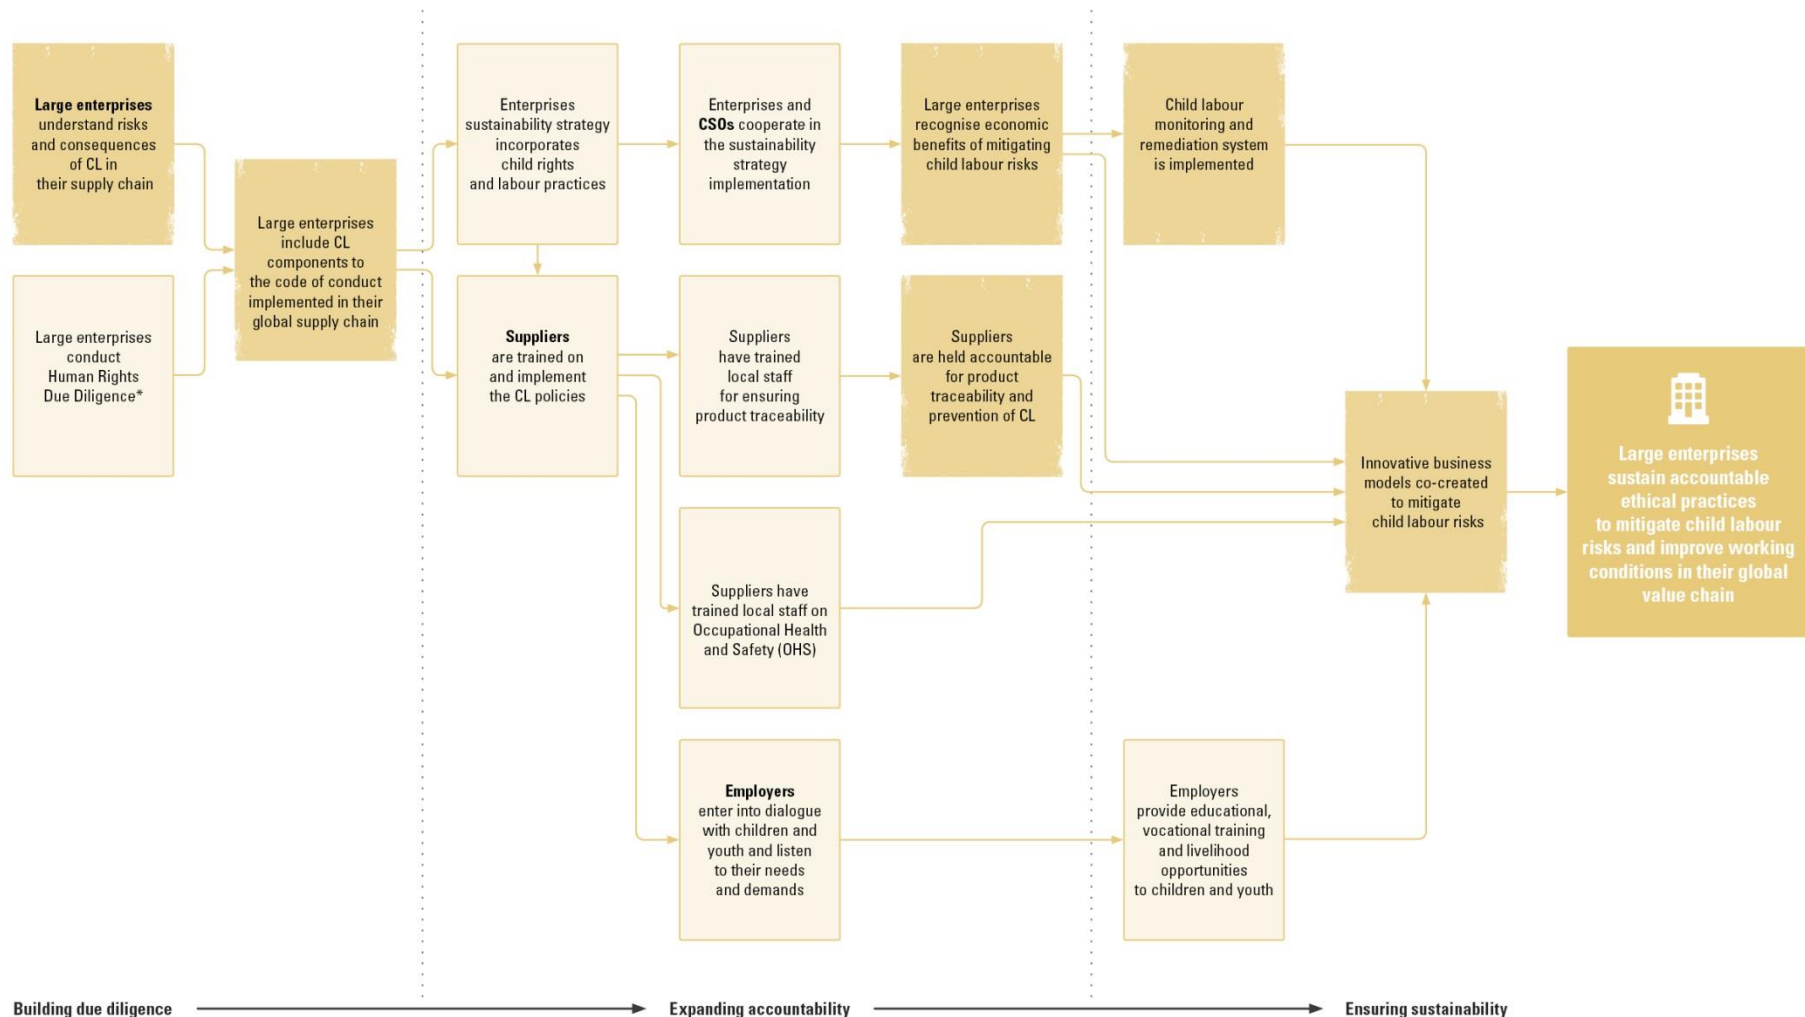 Large enterprises
understand risks
and consequences
of CL in
their supply chain
Large enterprises
conduct
Human Rights
Due Diligence*
Large enterprises
include CL
components to
the code of conduct
implemented in their
global supply chain
Enterprises
sustainability strategy
incorporates
child rights
and labour practices
Enterprises and
CSOs cooperate in
the sustainability
strategy
implementation
Large enterprises
recognise economic
benefits of mitigating
child labour risks
Child labour
monitoring and
remediation system
is implemented
Suppliers
are trained on
and implement
the CL policies
Suppliers
have trained
local staff
for ensuring
product traceability
Suppliers
are held accountable
for product
traceability and
prevention of CL
Suppliers have
trained local staff on
Occupational Health
and Safety (OHS)
Employers
enter into dialogue
with children and
youth and listen
to their needs
and demands
Employers
provide educational,
vocational training
and livelihood
opportunities
to children and youth
Innovative business
models co-created
to mitigate
child labour risks
Large enterprises
sustain accountable
ethical practices
to mitigate child labour
risks and improve working
conditions in their global
value chain
Building due diligence
Expanding accountability
Ensuring sustainability